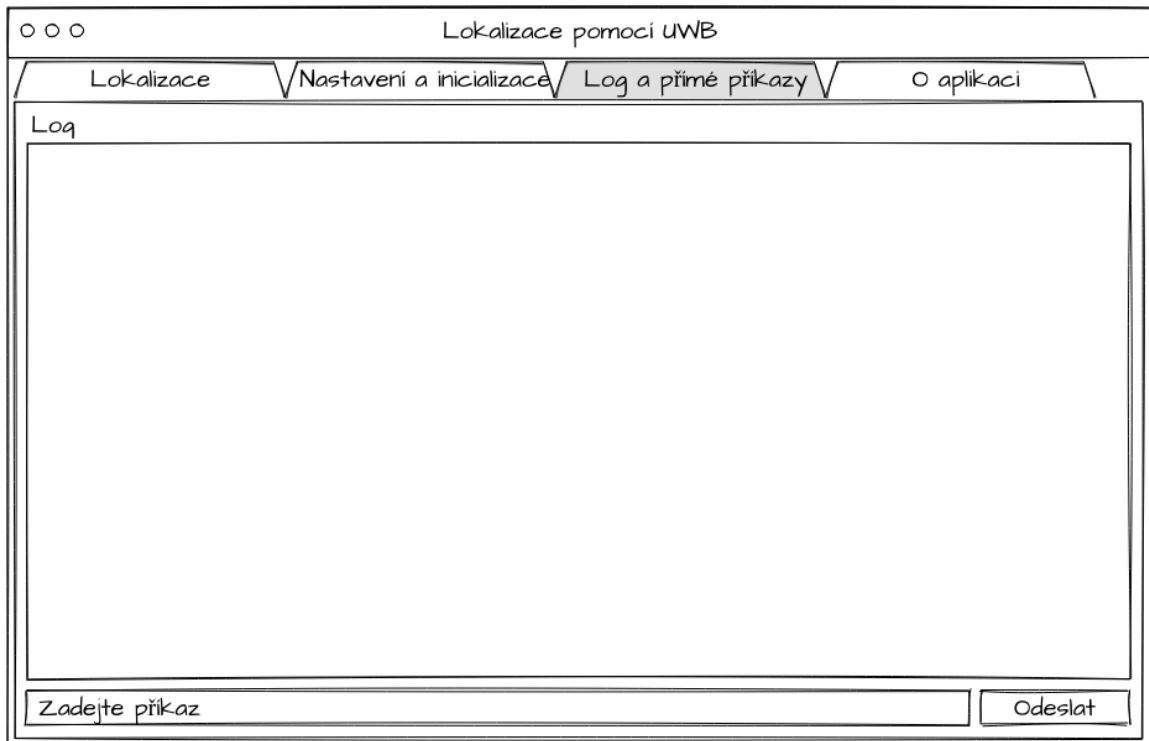 Lokalizace pomocí UWB
Lokalizace
Nastavení a inicializace
Log a přímé příkazy
O aplikaci
Log
Zadejte příkaz
Odeslat